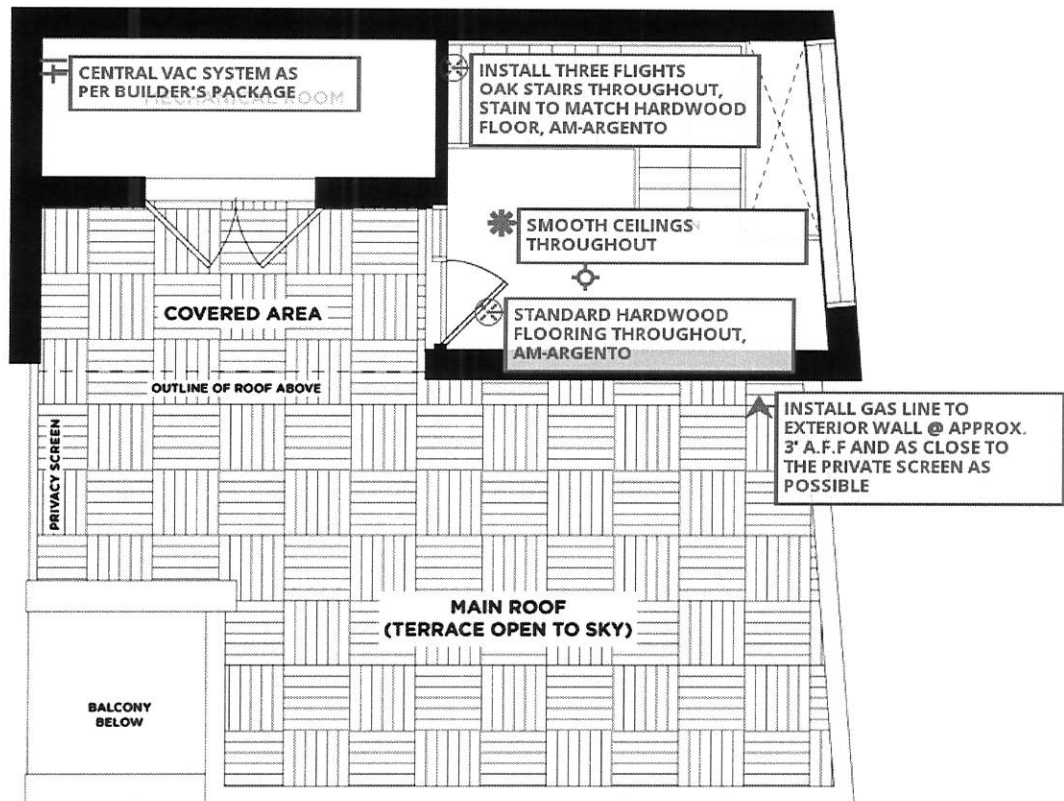 CENTRAL VAC SYSTEM AS
PER BUILDER'S PACKAGE
MECHANICAL ROOM
INSTALL THREE FLIGHTS
OAK STAIRS THROUGHOUT,
STAIN TO MATCH HARDWOOD
FLOOR, AM-ARGENTO
SMOOTH CEILINGS
THROUGHOUT
STANDARD HARDWOOD
FLOORING THROUGHOUT,
AM-ARGENTO
COVERED AREA
OUTLINE OF ROOF ABOVE
PRIVACY SCREEN
INSTALL GAS LINE TO
EXTERIOR WALL @ APPROX.
3' A.F.F AND AS CLOSE TO
THE PRIVATE SCREEN AS
POSSIBLE
MAIN ROOF
(TERRACE OPEN TO SKY)
BALCONY
BELOW